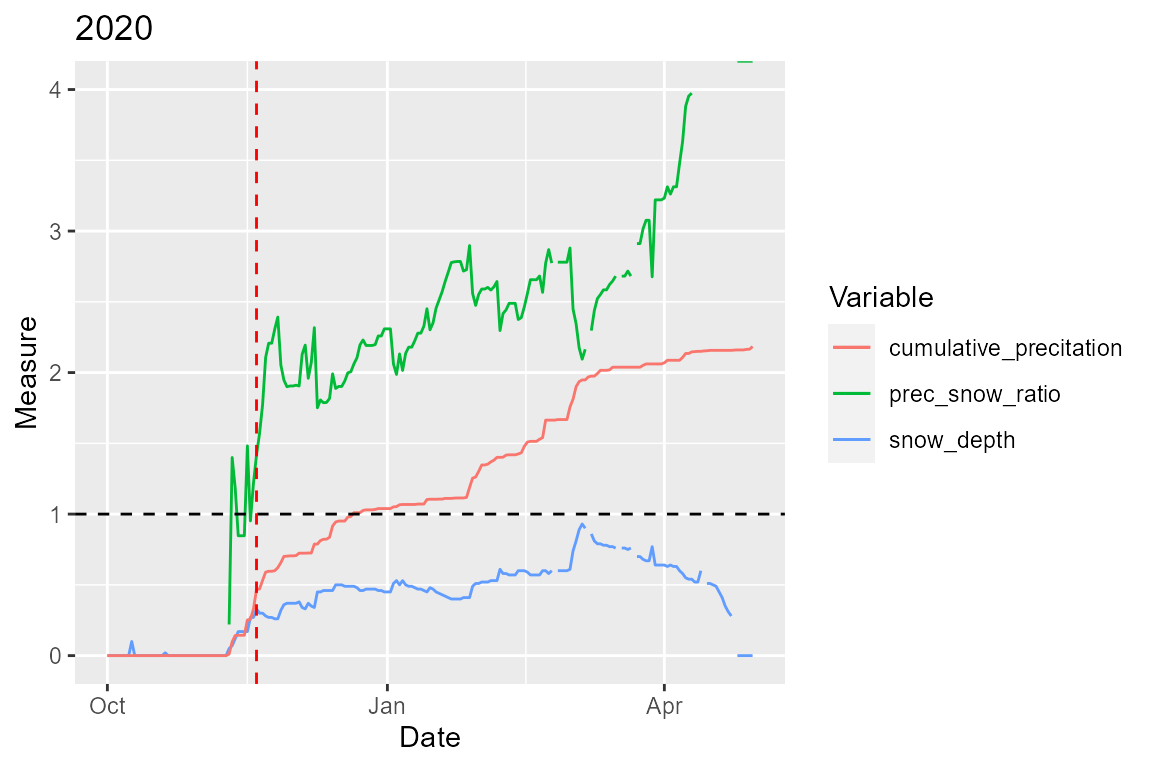 2020
4
3
2
1
0
Measure
Oct
Jan
Apr
Date
Variable
cumulative_precitation
prec_snow_ratio
snow_depth